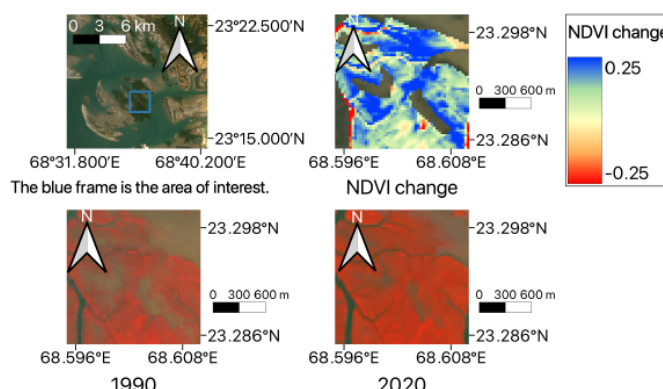 0 3 6 km
N
23°22.500'N
23°15.000'N
68°31.800'E 68°40.200'E
The blue frame is the area of interest.
N
23.298°N
0 300 600 m
23.286°N
68.596°E 68.608°E
NDVI change
NDVI change
0.25
-0.25
N
23.298°N
0 300 600 m
23.286°N
68.596°E 68.608°E
1990
N
23.298°N
0 300 600 m
23.286°N
68.596°E 68.608°E
2020